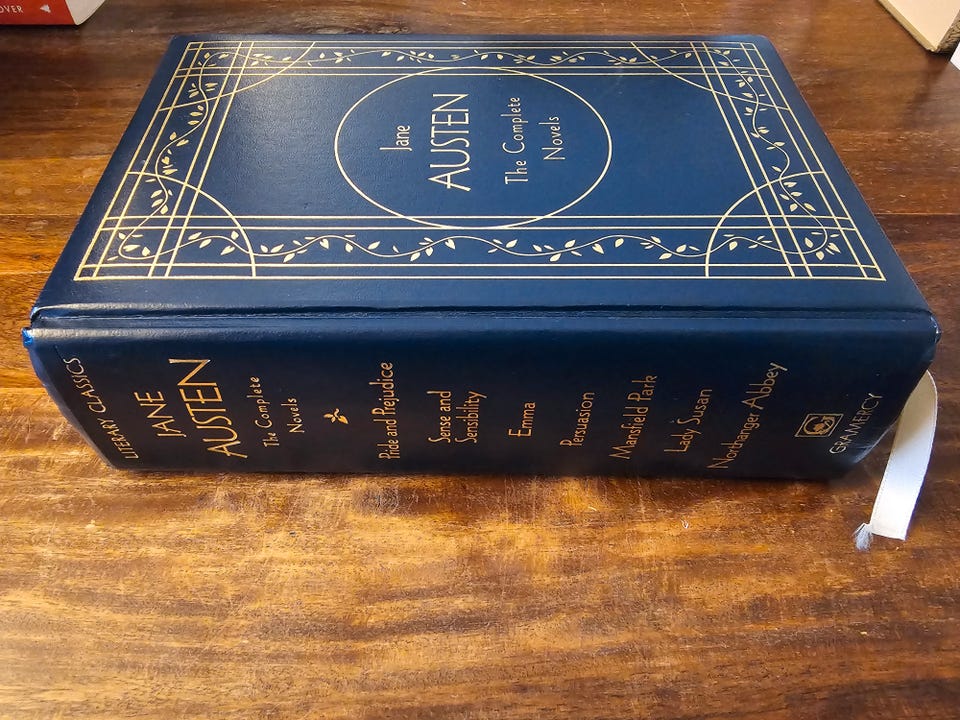 OVER
Jane
AUSTEN
The Complete
Novels
LITERARY CLASSICS
JANE
AUSTEN
The Complete
Novels
Pride and Prejudice
Sense and
Sensibility
Emma
Persuasion
Mansfield Park
Lady Susan
Northanger Abbey
GRAMERCY